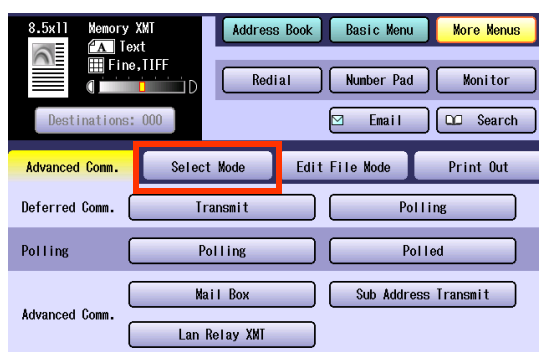 8.5x11 Memory XMT Address Book Basic Menu More Menus
A Text
Fine,TIFF
Redial Number Pad Monitor
D
Destinations: 000 Email Search
Advanced Comm. Select Mode Edit File Mode Print Out
Deferred Comm. Transmit Polling
Polling Polling Polled
Mail Box Sub Address Transmit
Advanced Comm.
Lan Relay XMT